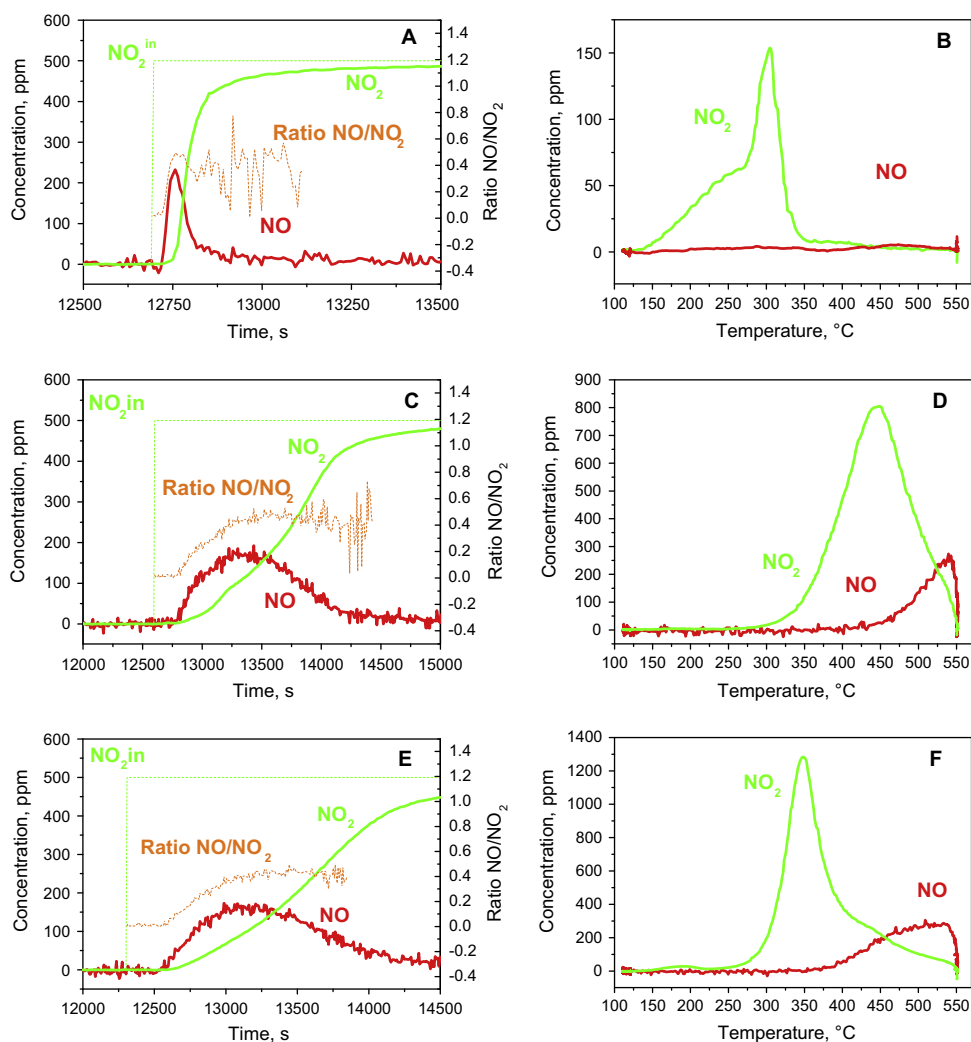 A
NO2in
NO2
Ratio NO/NO2
NO
Concentration, ppm
600
500
400
300
200
100
0
1.4
1.2
1.0
0.8
0.6
0.4
0.2
0.0
-0.2
-0.4
Ratio NO/NO2
12500 12750 13000 13250 13500
Time, s
B
NO2
NO
Concentration, ppm
150
100
50
0
100 150 200 250 300 350 400 450 500 550
Temperature, °C
C
NO2in
NO2
Ratio NO/NO2
NO
Concentration, ppm
600
500
400
300
200
100
0
1.4
1.2
1.0
0.8
0.6
0.4
0.2
0.0
-0.2
-0.4
Ratio NO/NO2
12000 12500 13000 13500 14000 14500 15000
Time, s
D
NO2
NO
Concentration, ppm
900
800
700
600
500
400
300
200
100
0
100 150 200 250 300 350 400 450 500 550
Temperature, °C
E
NO2in
NO2
Ratio NO/NO2
NO
Concentration, ppm
600
500
400
300
200
100
0
1.4
1.2
1.0
0.8
0.6
0.4
0.2
0.0
-0.2
-0.4
Ratio NO/NO2
12000 12500 13000 13500 14000 14500
Time, s
F
NO2
NO
Concentration, ppm
1400
1200
1000
800
600
400
200
0
100 150 200 250 300 350 400 450 500 550
Temperature, °C